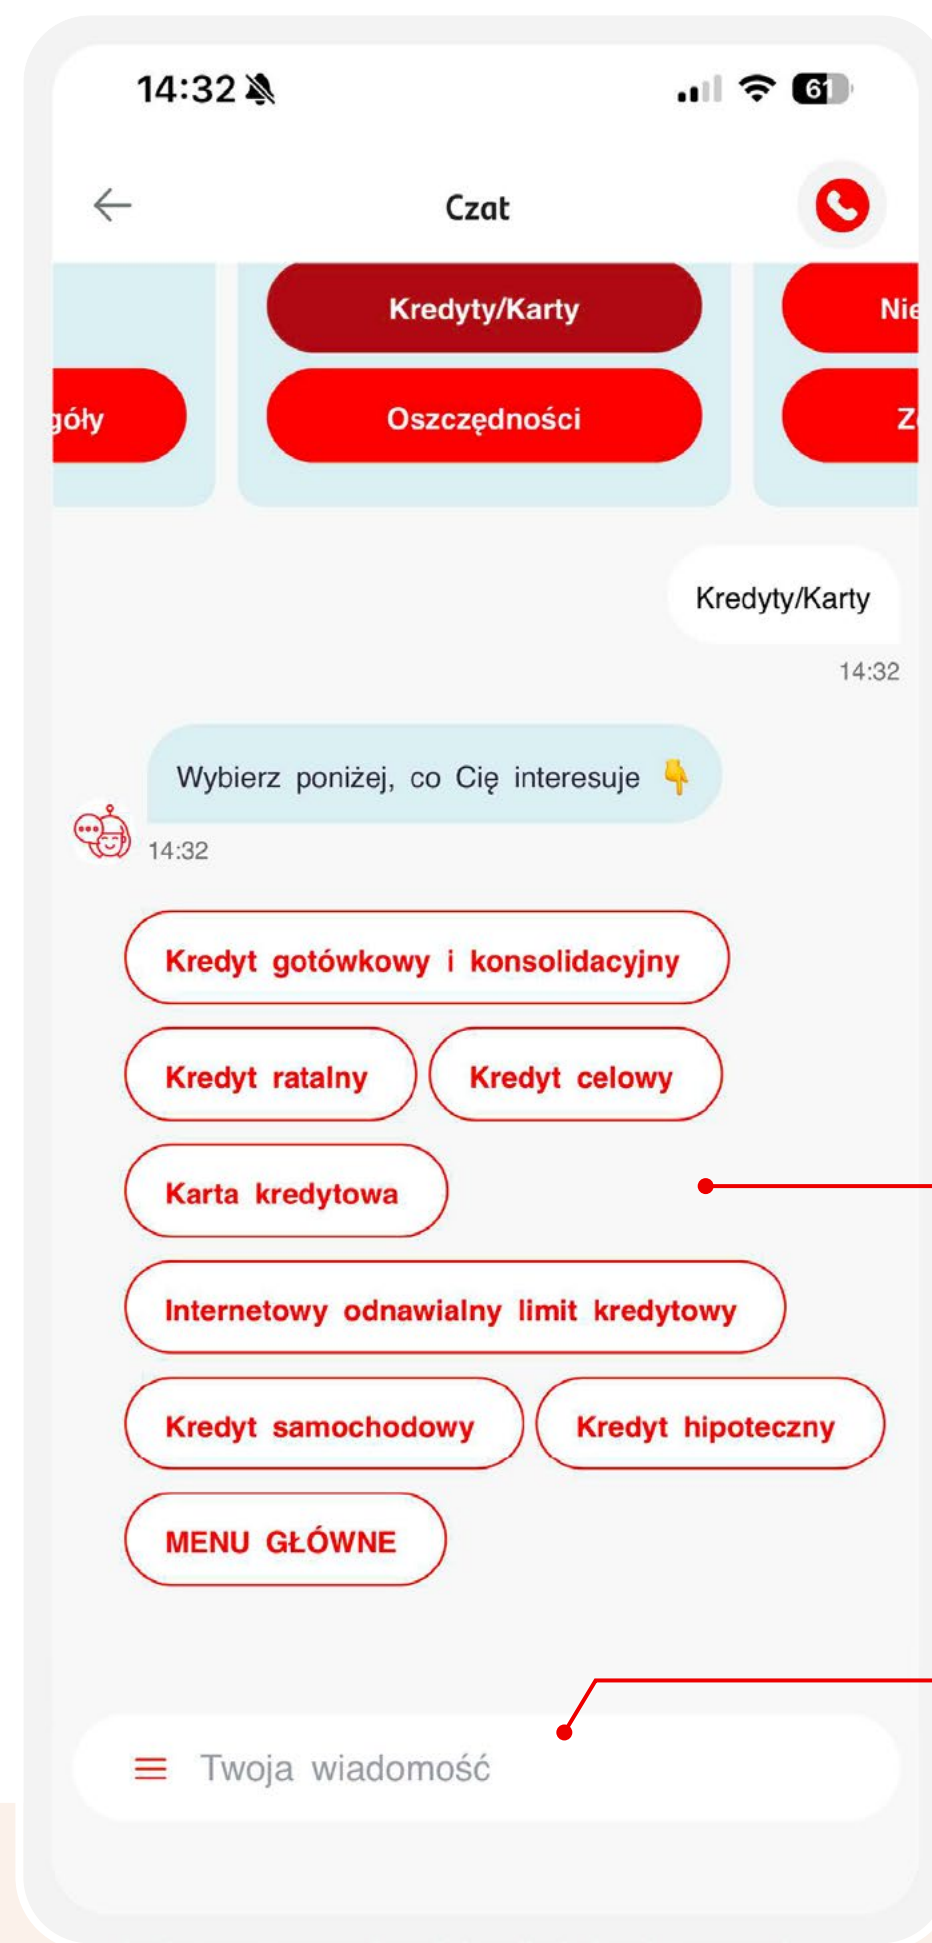 14:32
61
Czat
Kredyty/Karty
Nie
góły
Oszczędności
Kredyty/Karty
14:32
Wybierz poniżej, co Cię interesuje 👇
14:32
Kredyt gotówkowy i konsolidacyjny
Kredyt ratalny
Kredyt celowy
Karta kredytowa
Internetowy odnawialny limit kredytowy
Kredyt samochodowy
Kredyt hipoteczny
MENU GŁÓWNE
Twoja wiadomość